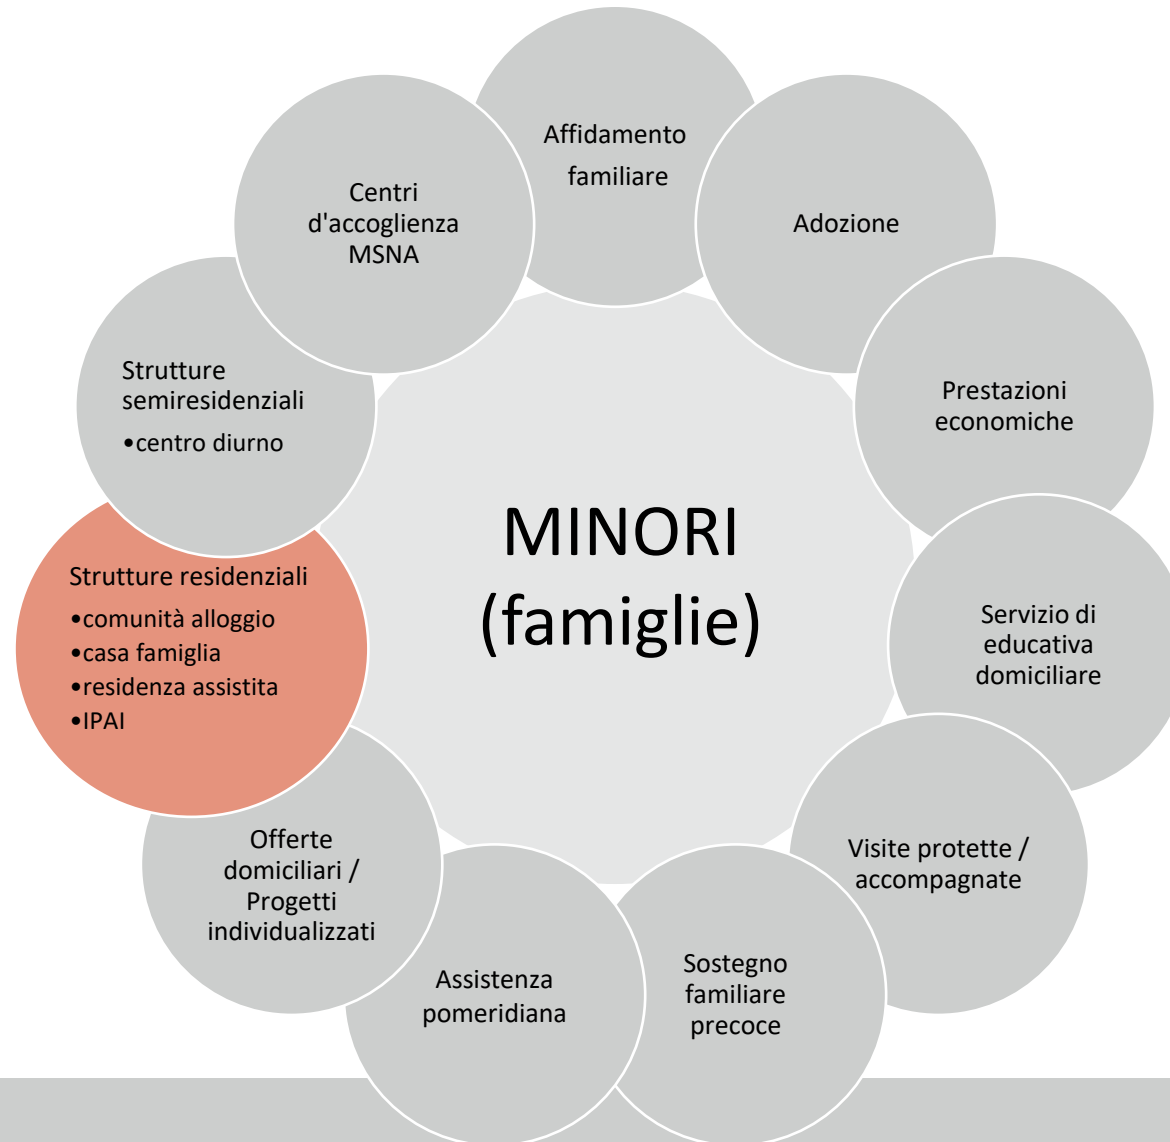 Affidamento
familiare
Adozione
Prestazioni
economiche
Servizio di
educativa
domiciliare
Visite protette /
accompagnate
Sostegno
familiare
precoce
Assistenza
pomeridiana
Offerte
domiciliari /
Progetti
individualizzati
Strutture residenziali
•comunità alloggio
•casa famiglia
•residenza assistita
•IPAI
Strutture
semiresidenziali
•centro diurno
Centri
d'accoglienza
MSNA
MINORI
(famiglie)